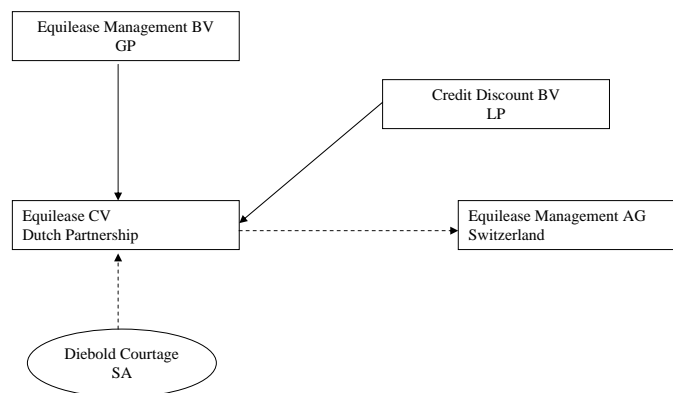 Equilease Management BV
GP
Credit Discount BV
LP
Equilease CV
Dutch Partnership
Equilease Management AG
Switzerland
Diebold Courtage
SA